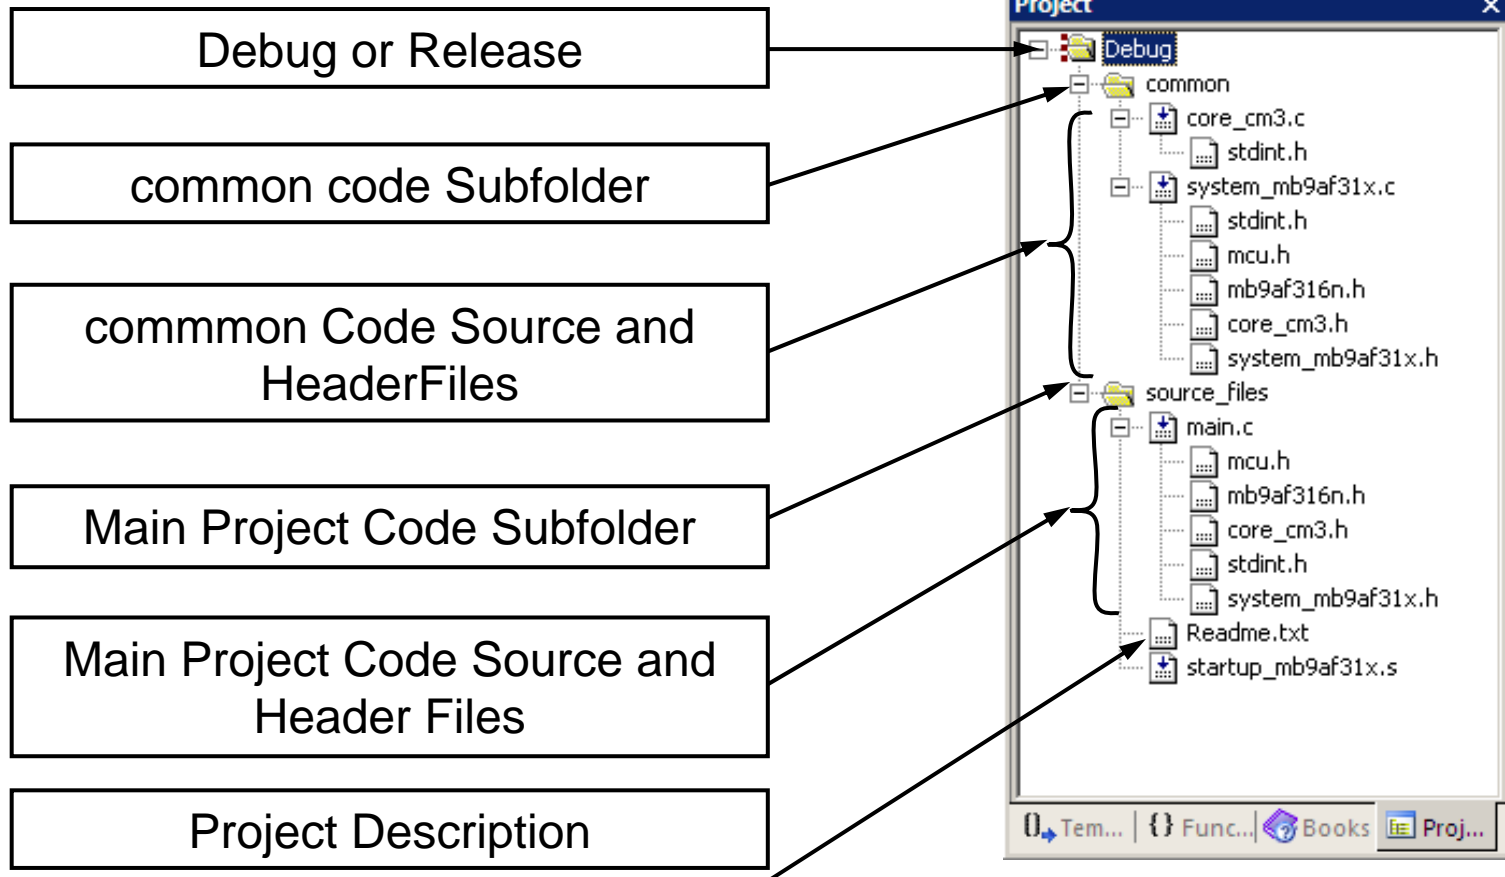 Debug or Release
common code Subfolder
commmon Code Source and
HeaderFiles
Main Project Code Subfolder
Main Project Code Source and
Header Files
Project Description
Project
Debug
common
core_cm3.c
stdint.h
system_mb9af31x.c
stdint.h
mcu.h
mb9af316n.h
core_cm3.h
system_mb9af31x.h
source_files
main.c
mcu.h
mb9af316n.h
core_cm3.h
stdint.h
system_mb9af31x.h
Readme.txt
startup_mb9af31x.s
Tem... {} Func... Books Proj...